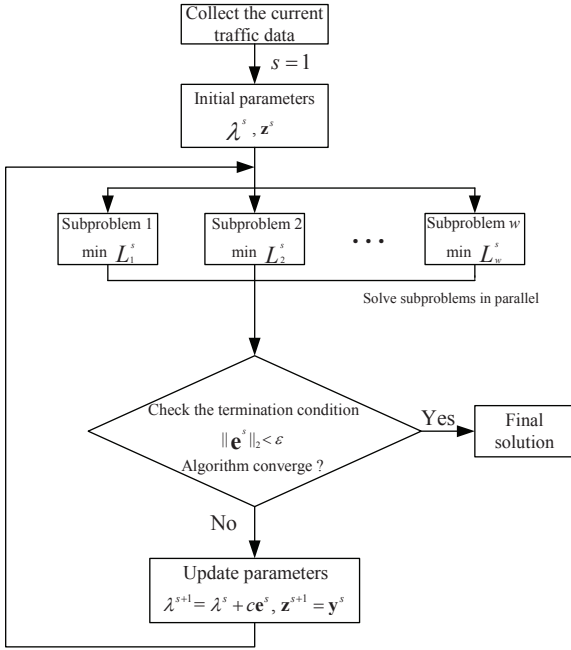 Collect the current
traffic data
s = 1
Initial parameters
λ^s , z^s
Subproblem 1
min L_1^s
Subproblem 2
min L_2^s
...
Subproblem w
min L_w^s
Solve subproblems in parallel
Check the termination condition
||e^s||_2 < ε
Algorithm converge ?
Yes
Final
solution
No
Update parameters
λ^{s+1} = λ^s + ce^s, z^{s+1} = y^s